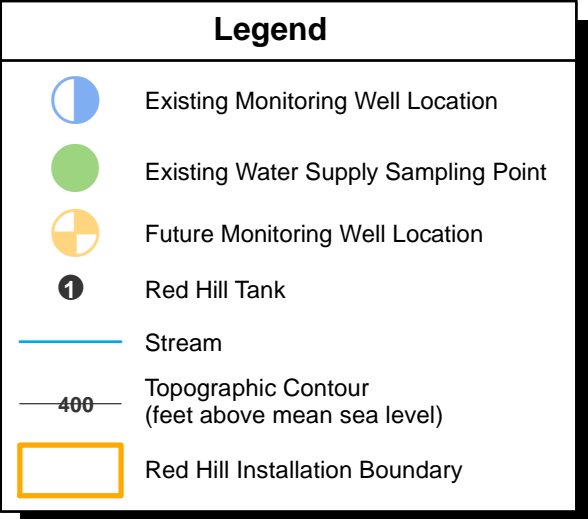 Legend
Existing Monitoring Well Location
Existing Water Supply Sampling Point
Future Monitoring Well Location
1 Red Hill Tank
Stream
400 Topographic Contour
(feet above mean sea level)
Red Hill Installation Boundary